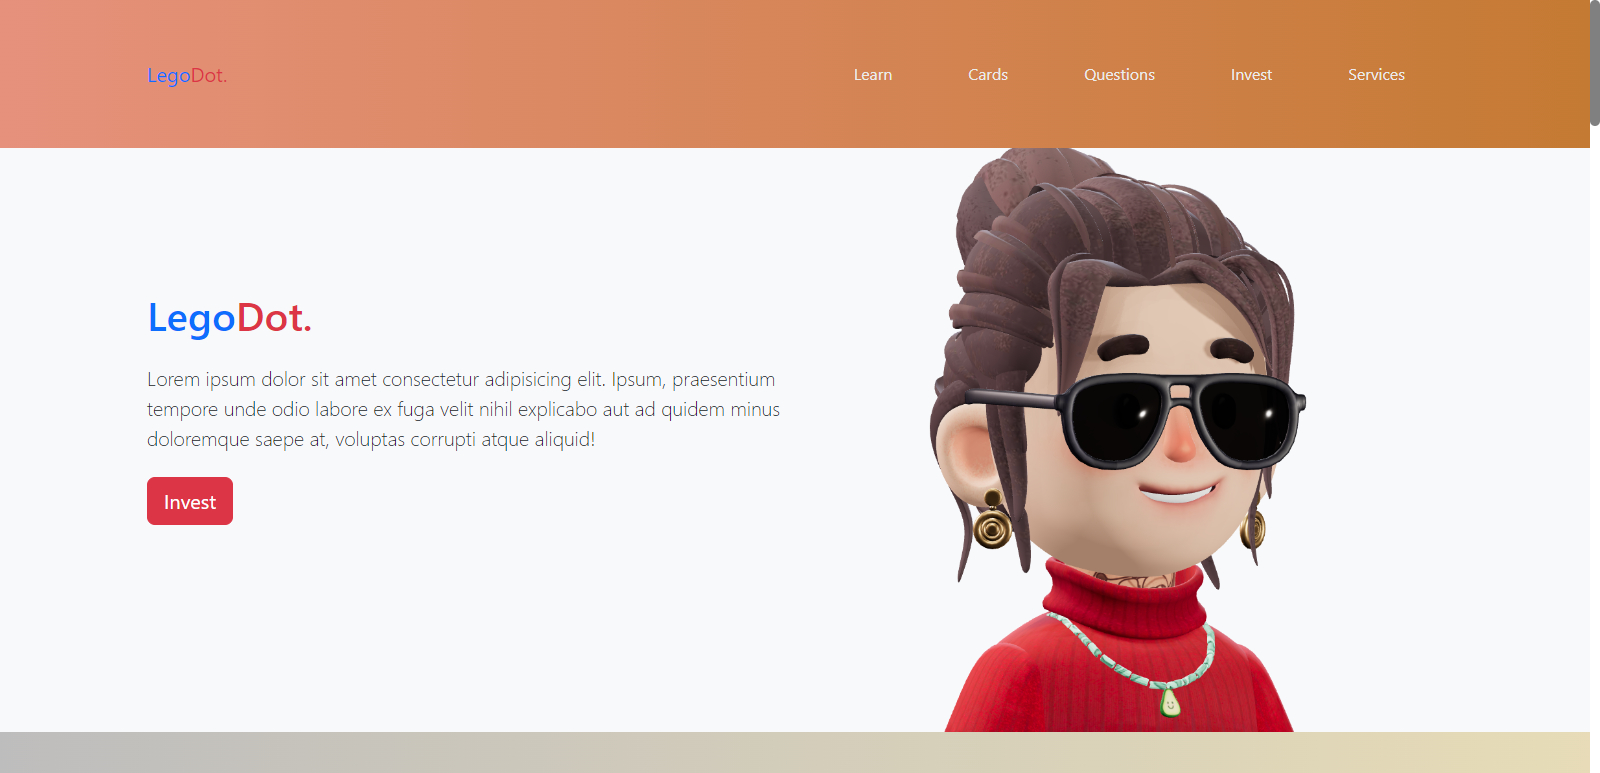 LegoDot.
Learn Cards Questions Invest Services
LegoDot.
Lorem ipsum dolor sit amet consectetur adipisicing elit. Ipsum, praesentium
tempore unde odio labore ex fuga velit nihil explicabo aut ad quidem minus
doloremque saepe at, voluptas corrupti atque aliquid!
Invest